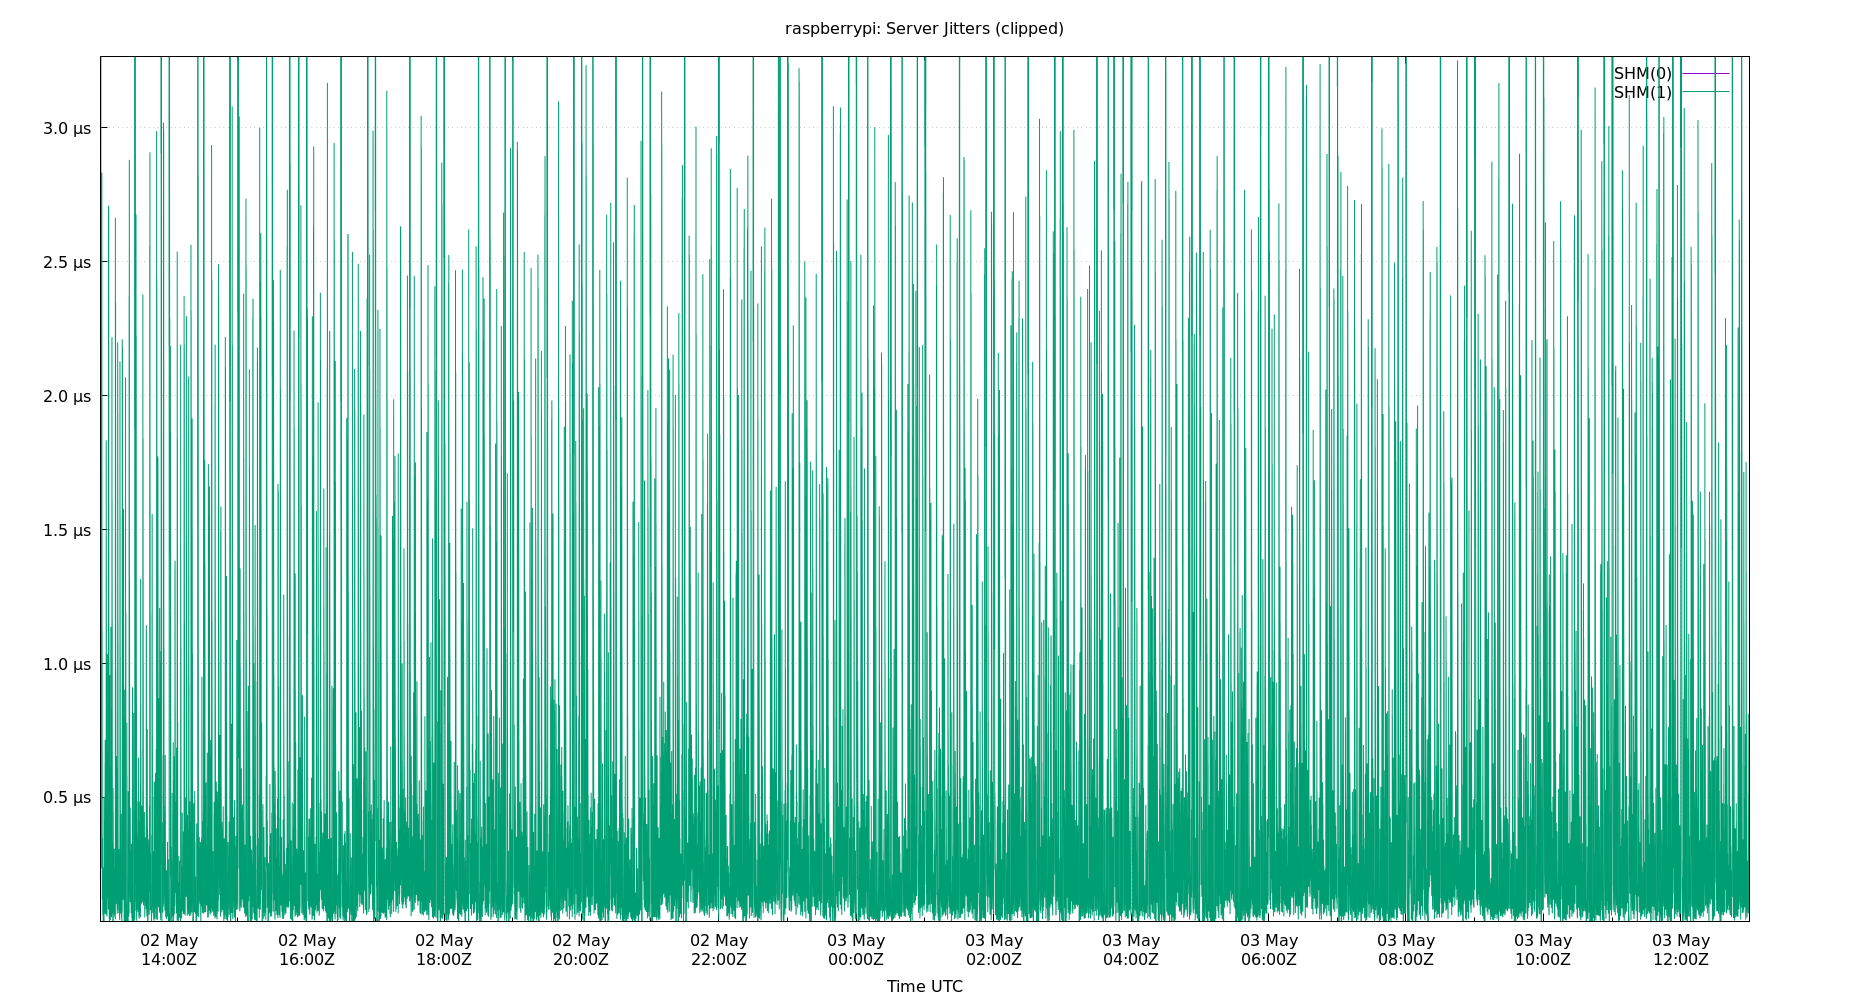 raspberrypi: Server Jitters (clipped)
SHM(0)
SHM(1)
3.0 µs
2.5 µs
2.0 µs
1.5 µs
1.0 µs
0.5 µs
02 May 02 May 02 May 02 May 02 May 03 May 03 May 03 May 03 May 03 May 03 May 03 May
14:00Z 16:00Z 18:00Z 20:00Z 22:00Z 00:00Z 02:00Z 04:00Z 06:00Z 08:00Z 10:00Z 12:00Z
Time UTC